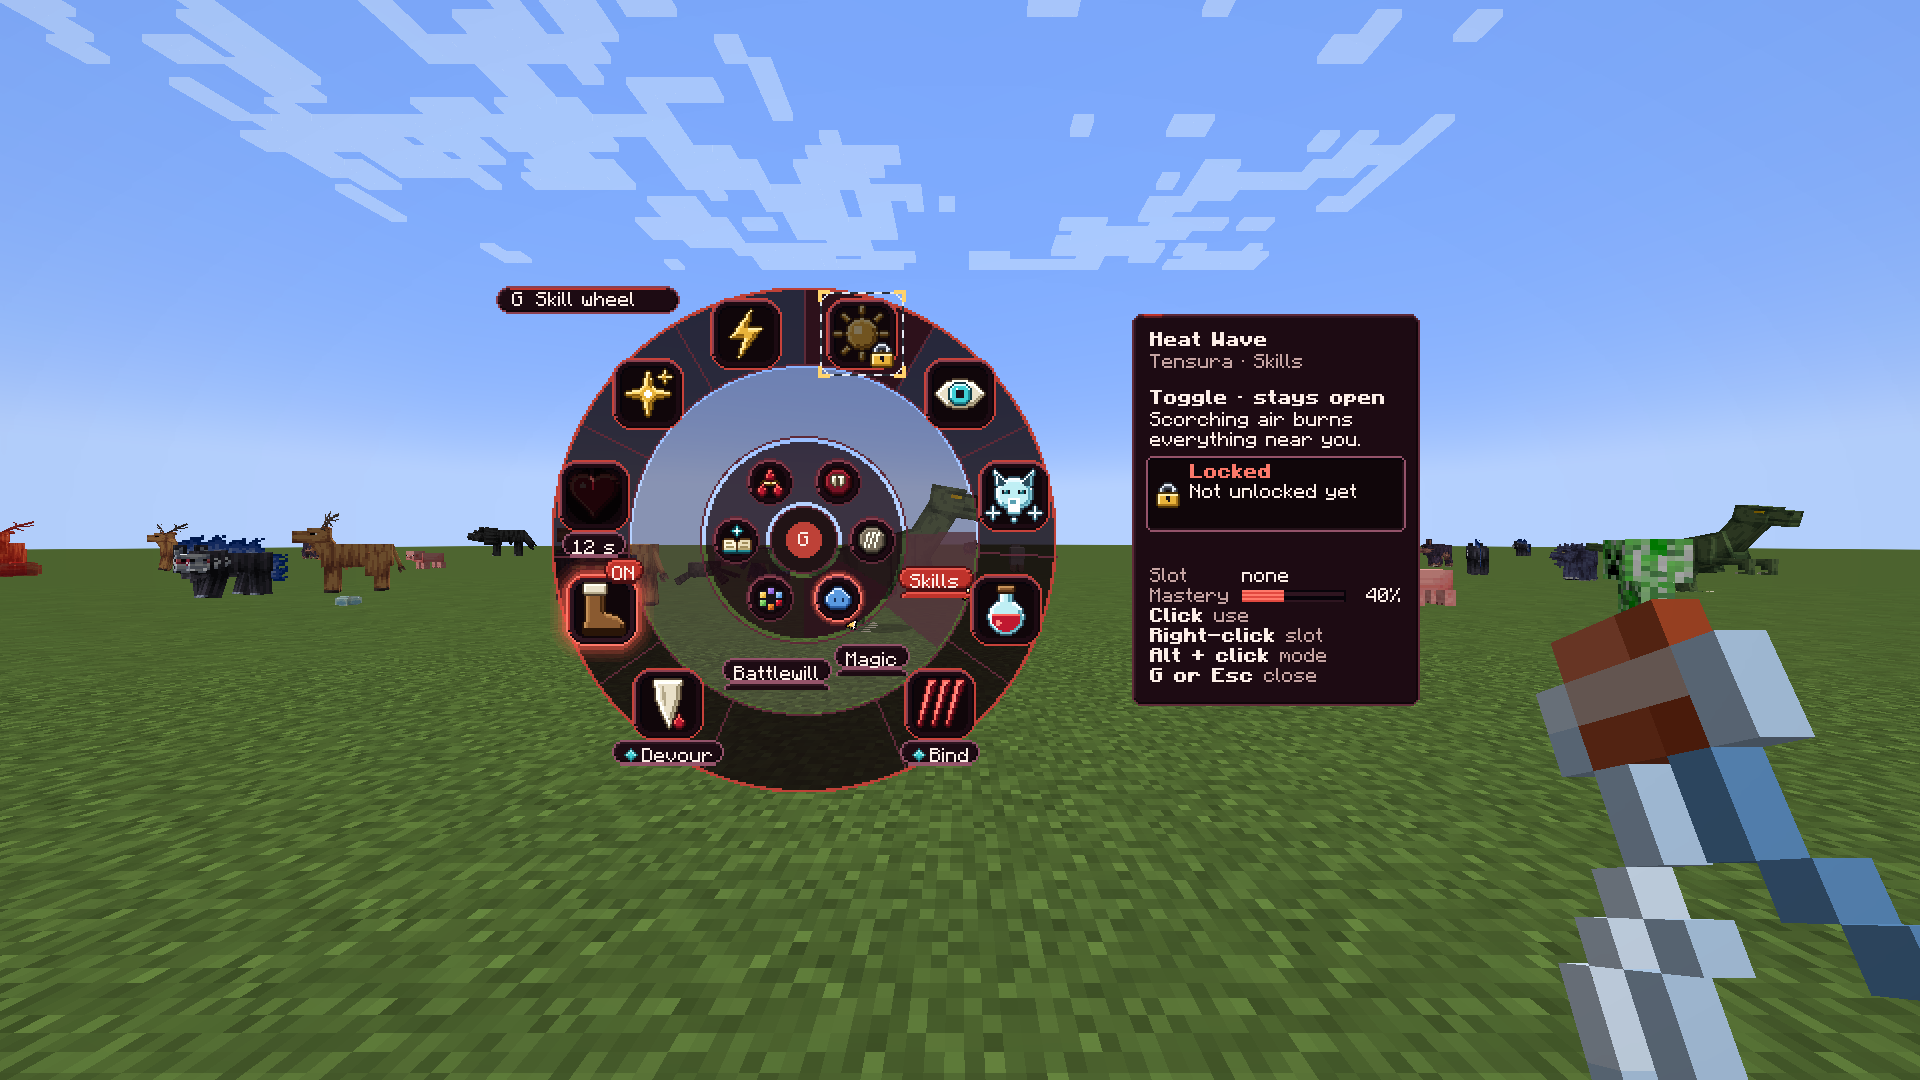 G Skill wheel
12 s
ON
G
Skills
Battlewill
Magic
Devour
Bind
Heat Wave
Tensura · Skills
Toggle · stays open
Scorching air burns
everything near you.
Locked
Not unlocked yet
Slot none
Mastery 40%
Click use
Right-click slot
Alt + click mode
G or Esc close